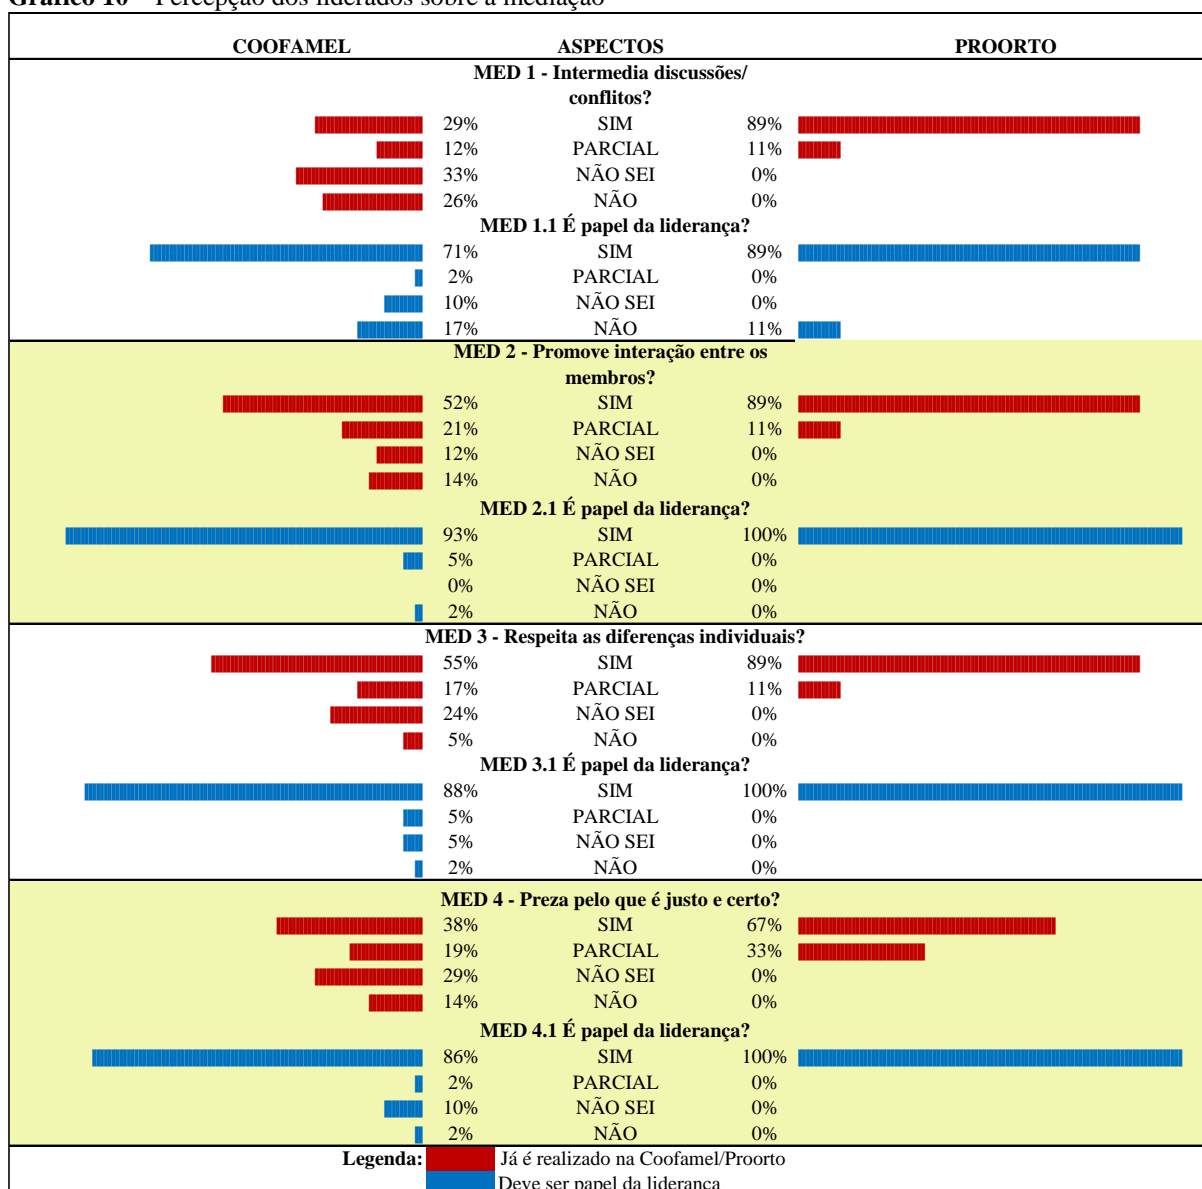 Gráfico 10 – Percepção dos liderados sobre a mediação
COOFAMEL ASPECTOS PROORTO
MED 1 - Intermedia discussões/
conflitos?
29% SIM 89%
12% PARCIAL 11%
33% NÃO SEI 0%
26% NÃO 0%
MED 1.1 É papel da liderança?
71% SIM 89%
2% PARCIAL 0%
10% NÃO SEI 0%
17% NÃO 11%
MED 2 - Promove interação entre os
membros?
52% SIM 89%
21% PARCIAL 11%
12% NÃO SEI 0%
14% NÃO 0%
MED 2.1 É papel da liderança?
93% SIM 100%
5% PARCIAL 0%
0% NÃO SEI 0%
2% NÃO 0%
MED 3 - Respeita as diferenças individuais?
55% SIM 89%
17% PARCIAL 11%
24% NÃO SEI 0%
5% NÃO 0%
MED 3.1 É papel da liderança?
88% SIM 100%
5% PARCIAL 0%
5% NÃO SEI 0%
2% NÃO 0%
MED 4 - Preza pelo que é justo e certo?
38% SIM 67%
19% PARCIAL 33%
29% NÃO SEI 0%
14% NÃO 0%
MED 4.1 É papel da liderança?
86% SIM 100%
2% PARCIAL 0%
10% NÃO SEI 0%
2% NÃO 0%
Legenda: Já é realizado na Coofamel/Proorto
Deve ser papel da liderança